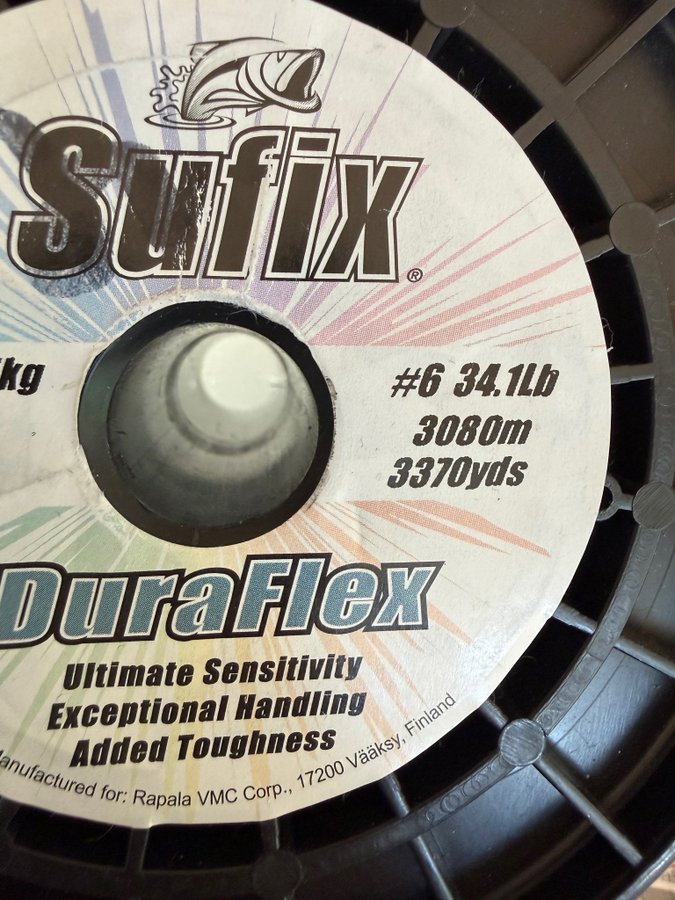 Sufix®
kg
#6 34.1Lb
3080m
3370yds
DuraFlex
Ultimate Sensitivity
Exceptional Handling
Added Toughness
Manufactured for: Rapala VMC Corp., 17200 Vääksy, Finland